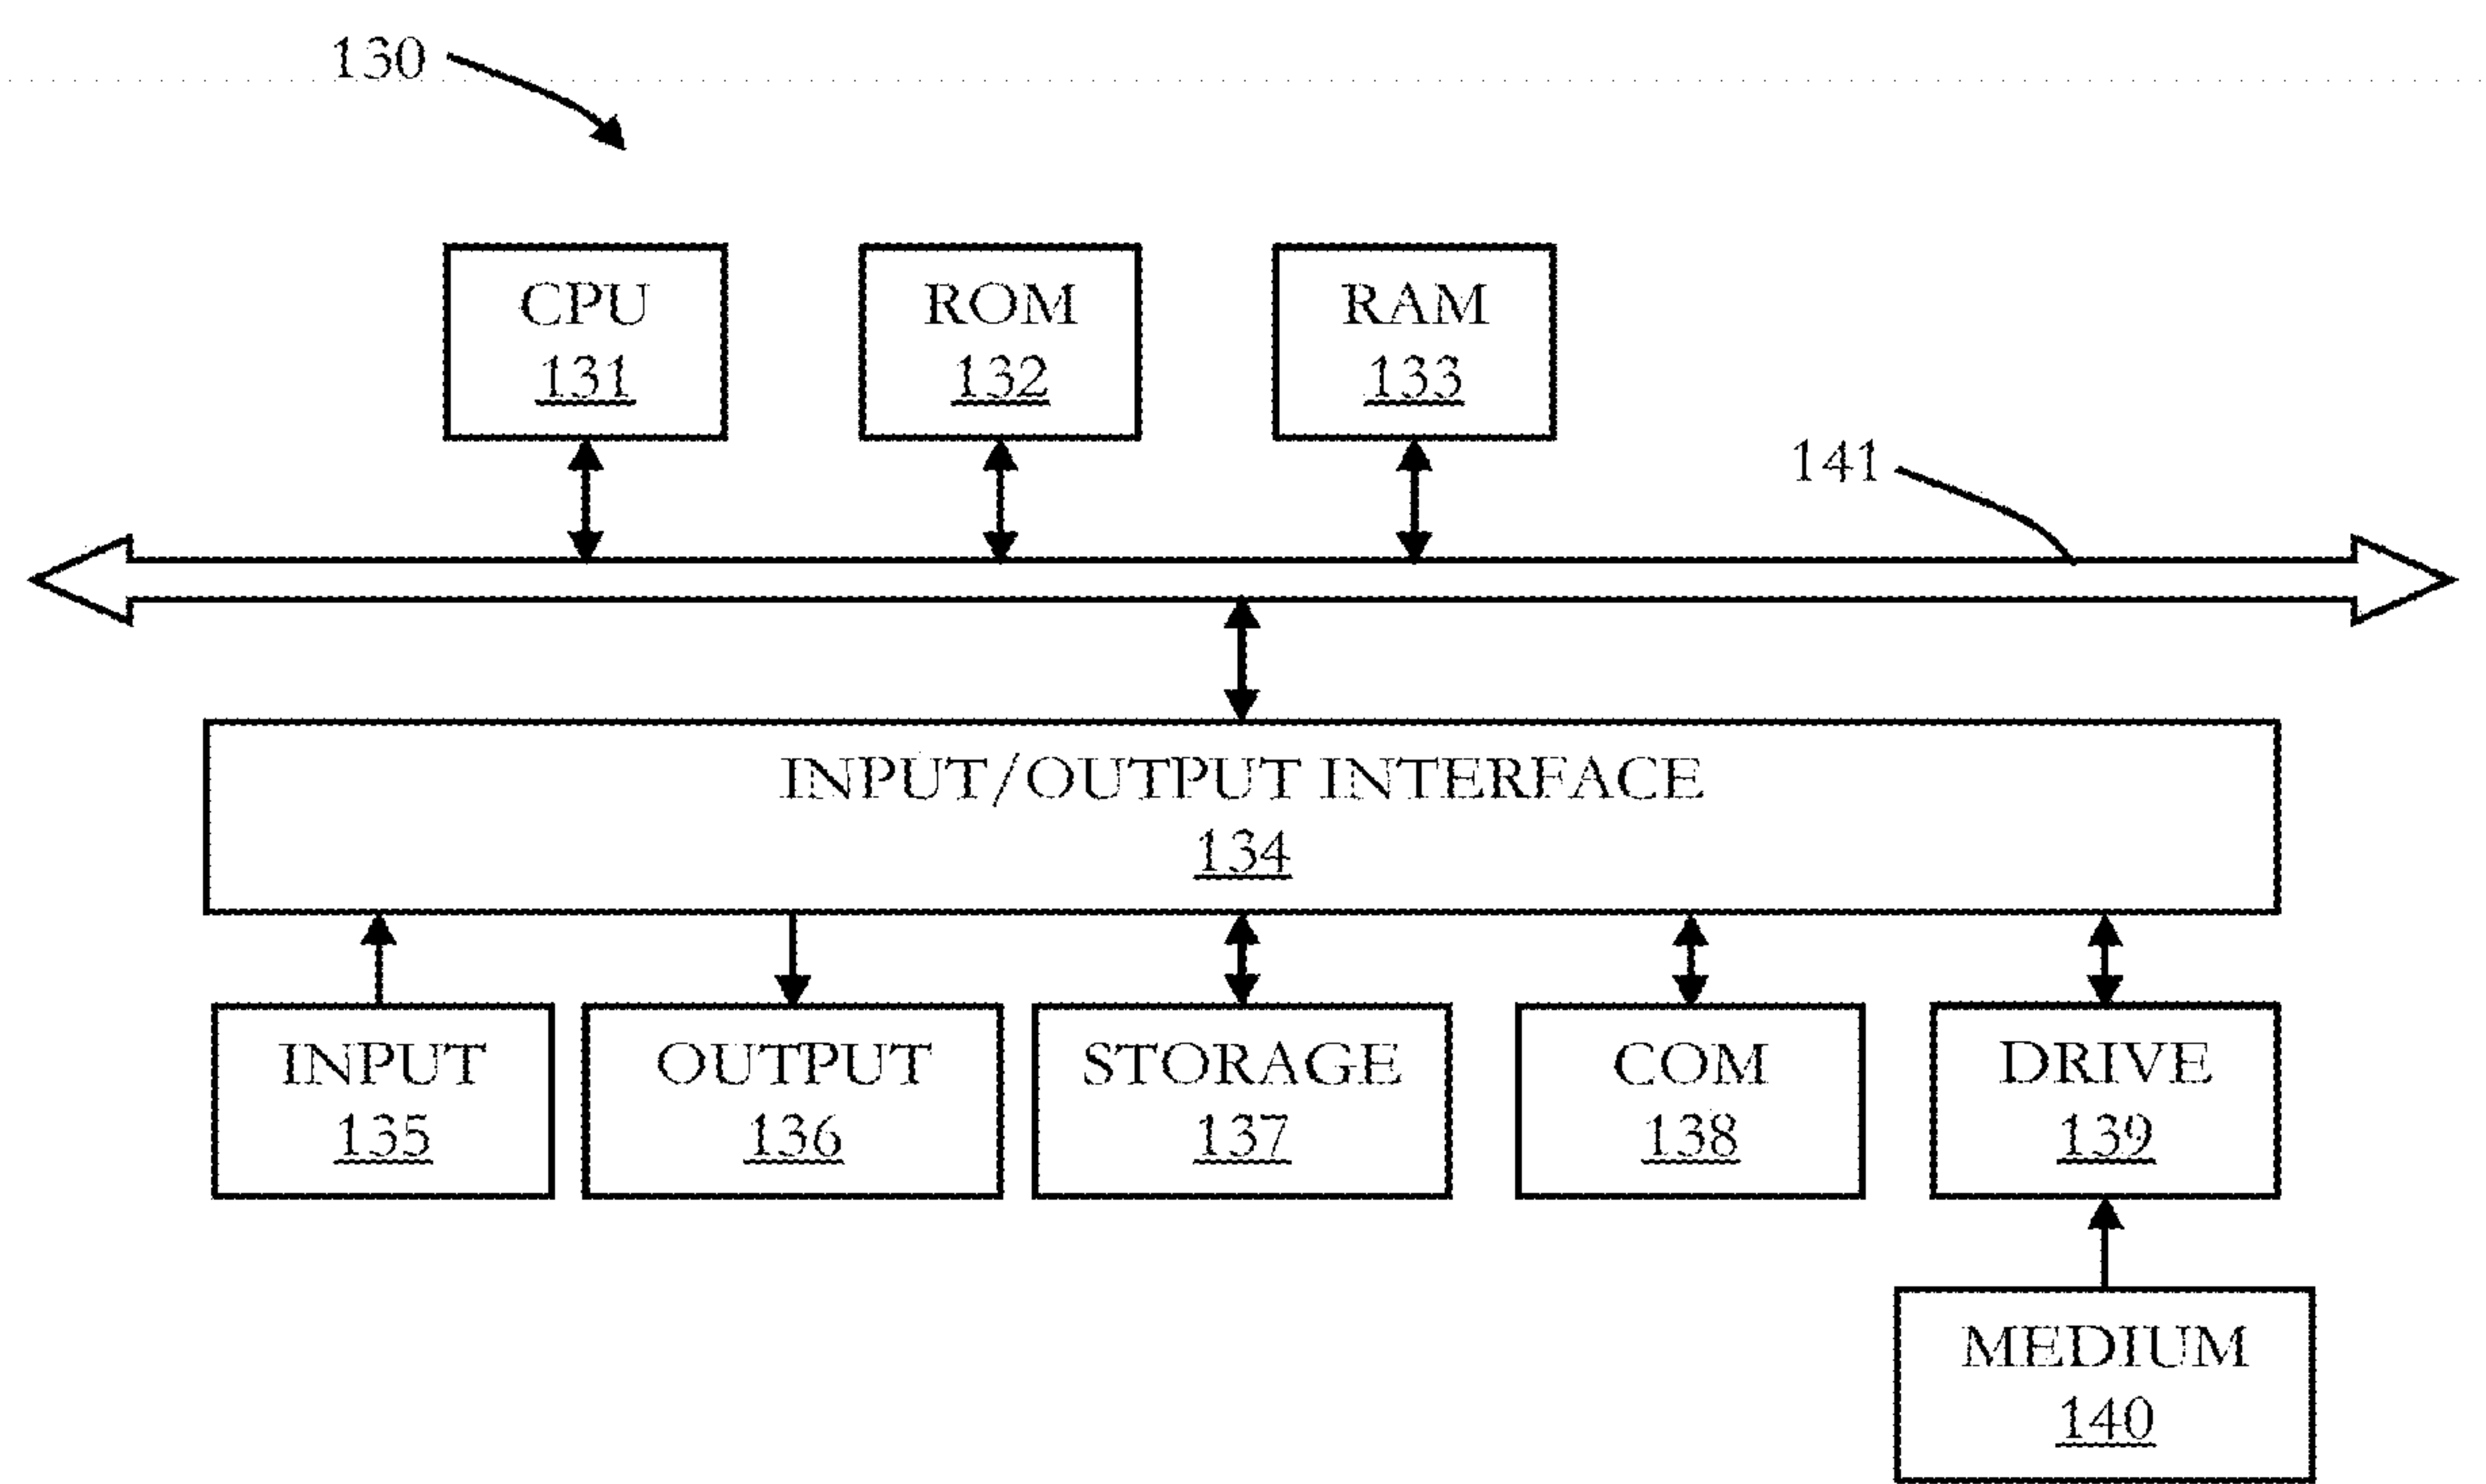 130
CPU
131
ROM
132
RAM
133
141
INPUT/OUTPUT INTERFACE
134
INPUT
135
OUTPUT
136
STORAGE
137
COM
138
DRIVE
139
MEDIUM
140